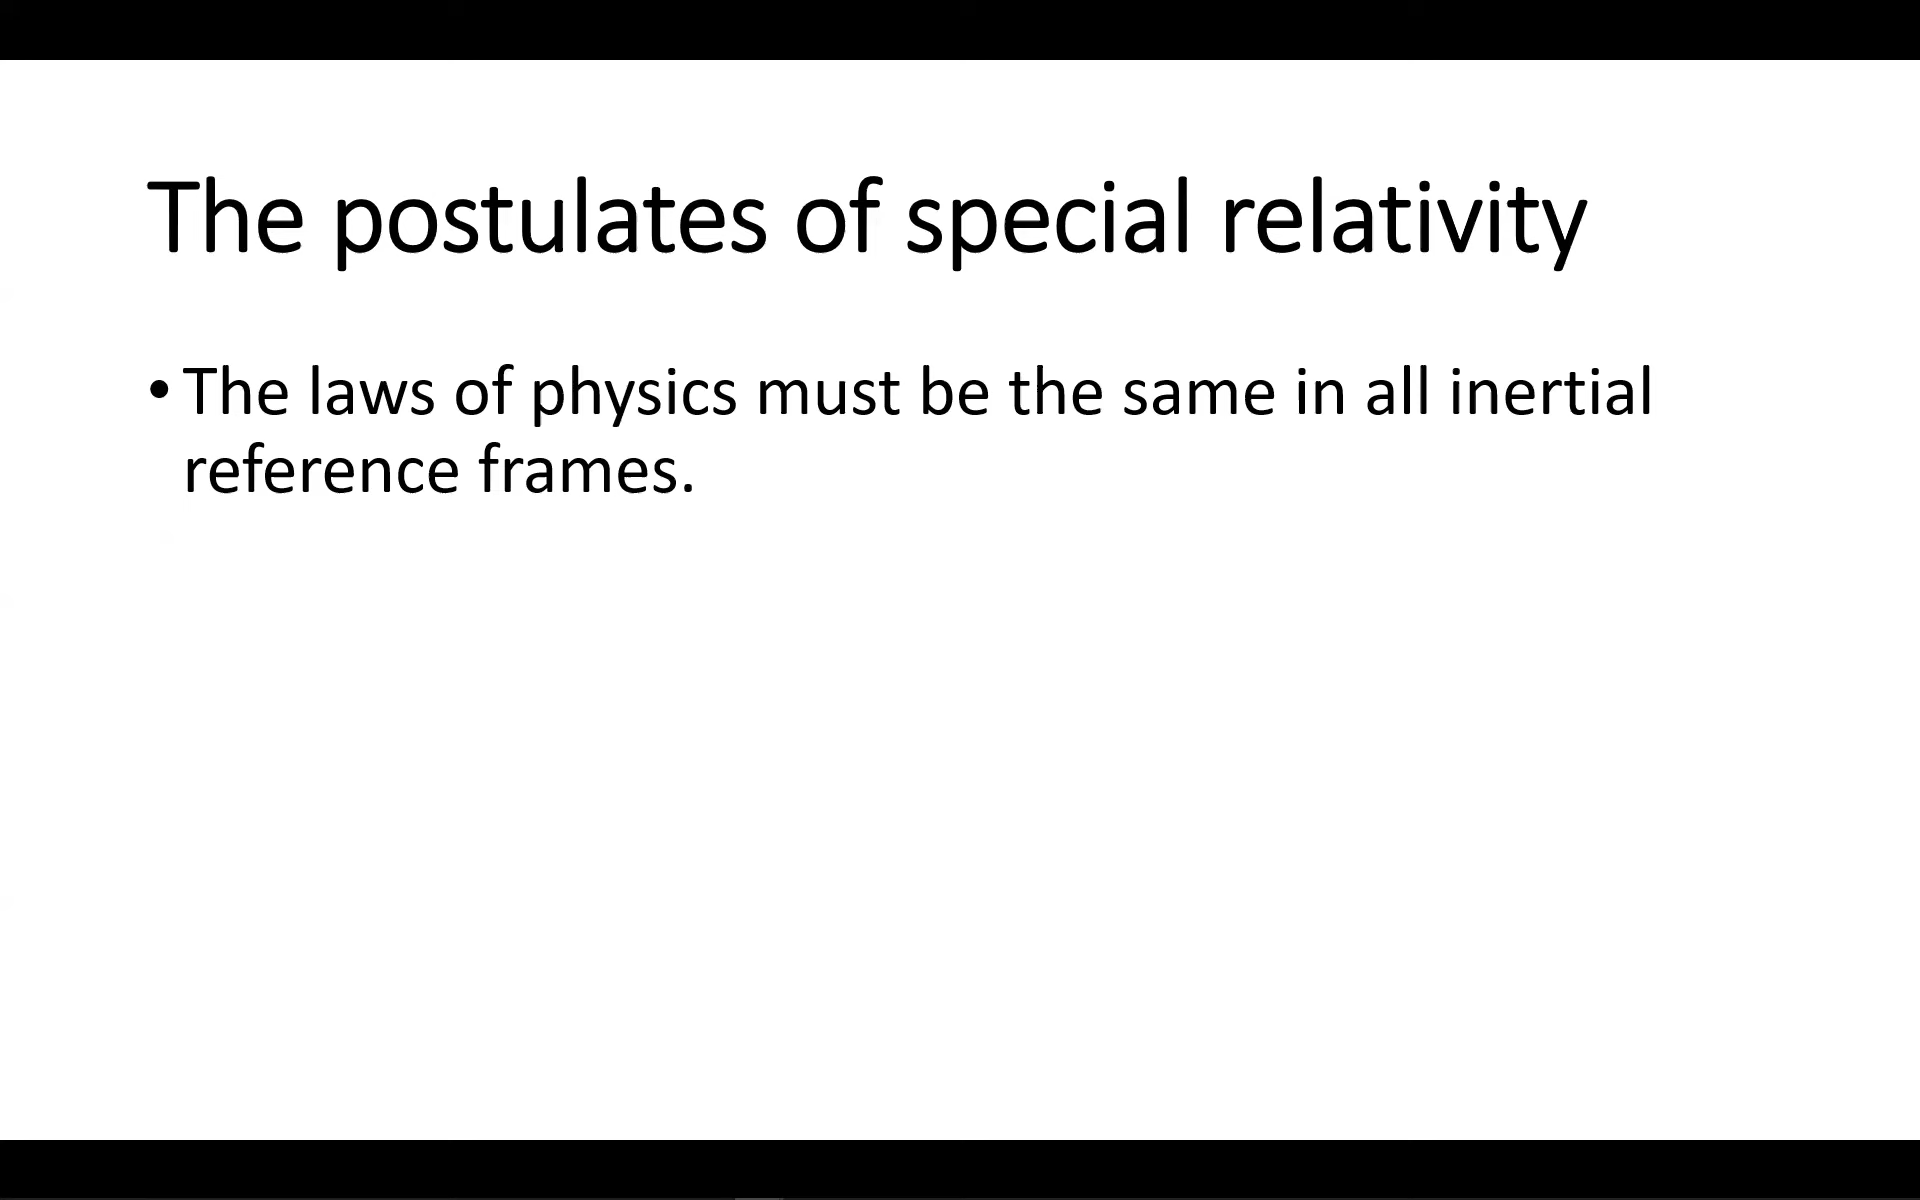 The postulates of special relativity
• The laws of physics must be the same in all inertial
reference frames.